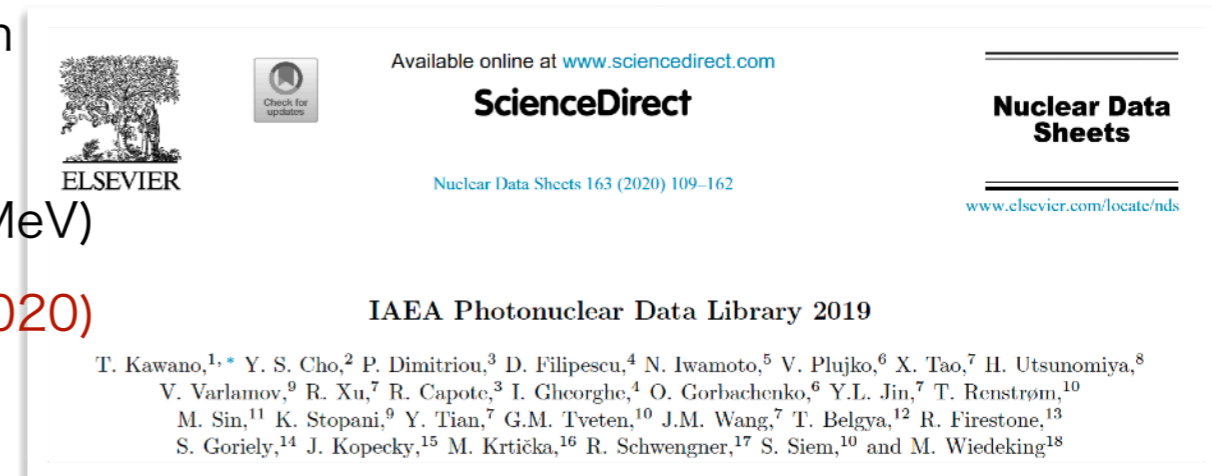 n
Available online at www.sciencedirect.com
Check for
updates
ScienceDirect
Nuclear Data
Sheets
ELSEVIER
Nuclear Data Sheets 163 (2020) 109–162
www.elsevier.com/locate/nds
MeV)
020)
IAEA Photonuclear Data Library 2019
T. Kawano,¹,* Y. S. Cho,² P. Dimitriou,³ D. Filipescu,⁴ N. Iwamoto,⁵ V. Plujko,⁶ X. Tao,⁷ H. Utsunomiya,⁸
V. Varlamov,⁹ R. Xu,⁷ R. Capote,³ I. Gheorghe,⁴ O. Gorbachenko,⁶ Y.L. Jin,⁷ T. Renstrøm,¹⁰
M. Sin,¹¹ K. Stopani,⁹ Y. Tian,⁷ G.M. Tveten,¹⁰ J.M. Wang,⁷ T. Belgya,¹² R. Firestone,¹³
S. Goriely,¹⁴ J. Kopecky,¹⁵ M. Krtička,¹⁶ R. Schwengner,¹⁷ S. Siem,¹⁰ and M. Wiedeking¹⁸